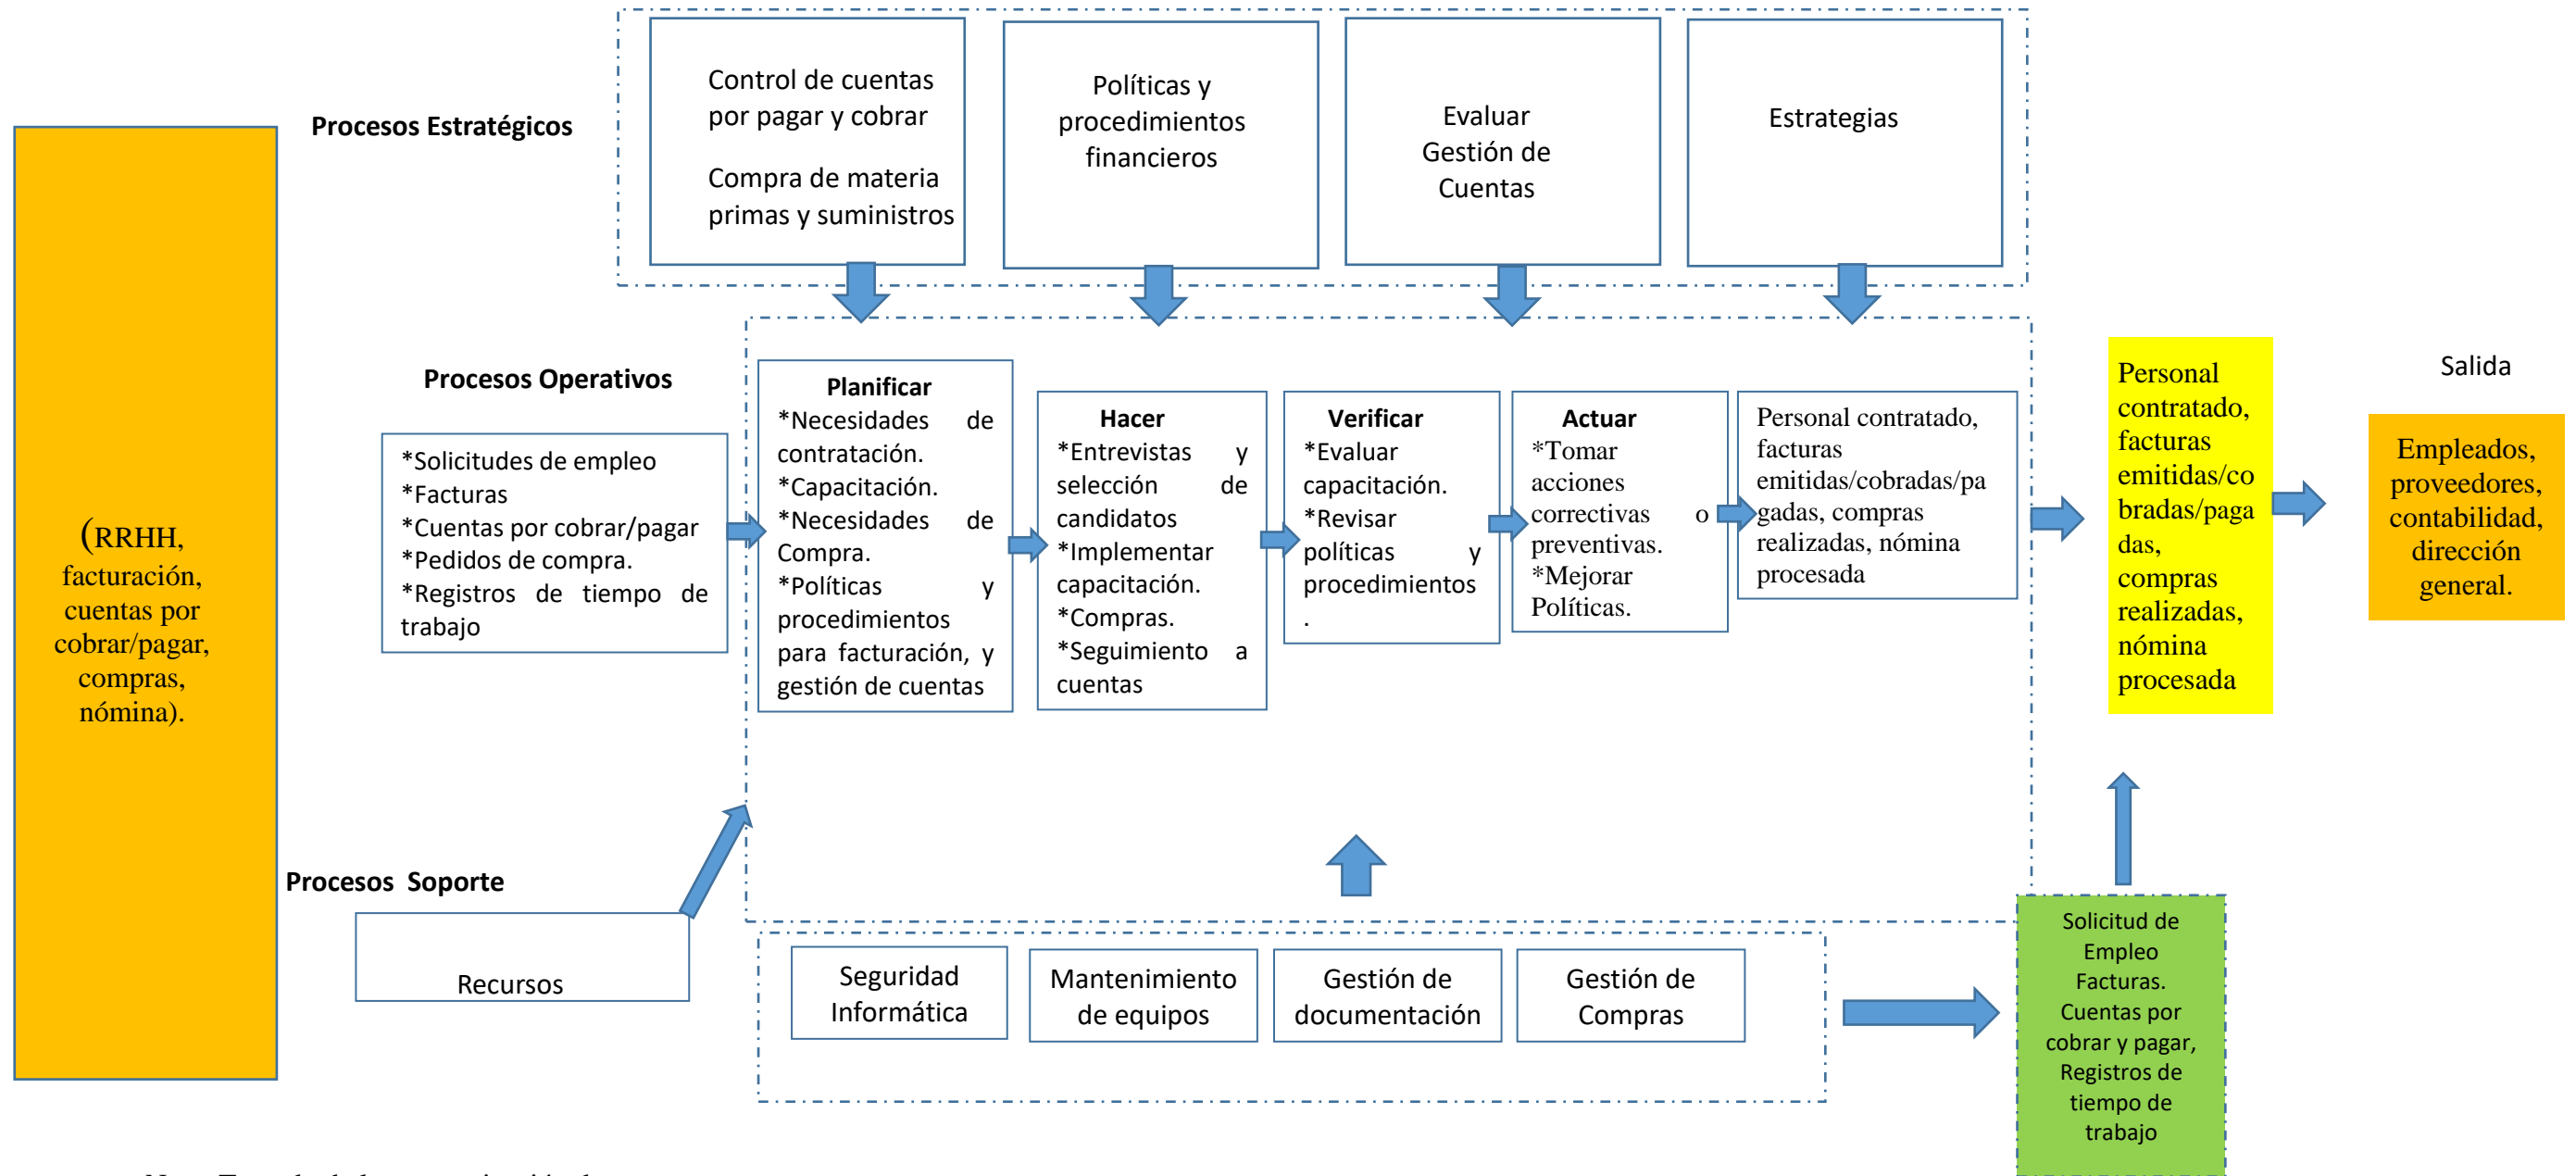 Control de cuentas
por pagar y cobrar
Compra de materia
primas y suministros
Políticas y
procedimientos
financieros
Evaluar
Gestión de
Cuentas
Estrategias
Procesos Estratégicos
(RRHH,
facturación,
cuentas por
cobrar/pagar,
compras,
nómina).
Procesos Operativos
*Solicitudes de empleo
*Facturas
*Cuentas por cobrar/pagar
*Pedidos de compra.
*Registros de tiempo de
trabajo
Planificar
*Necesidades de
contratación.
*Capacitación.
*Necesidades de
Compra.
*Políticas y
procedimientos
para facturación, y
gestión de cuentas
Hacer
*Entrevistas y
selección de
candidatos
*Implementar
capacitación.
*Compras.
*Seguimiento a
cuentas
Verificar
*Evaluar
capacitación.
*Revisar
políticas y
procedimientos
.
Actuar
*Tomar
acciones
correctivas o
preventivas.
*Mejorar
Políticas.
Personal contratado,
facturas
emitidas/cobradas/pa
gadas, compras
realizadas, nómina
procesada
Personal
contratado,
facturas
emitidas/co
bradas/paga
das,
compras
realizadas,
nómina
procesada
Salida
Empleados,
proveedores,
contabilidad,
dirección
general.
Procesos Soporte
Recursos
Seguridad
Informática
Mantenimiento
de equipos
Gestión de
documentación
Gestión de
Compras
Solicitud de
Empleo
Facturas.
Cuentas por
cobrar y pagar,
Registros de
tiempo de
trabajo